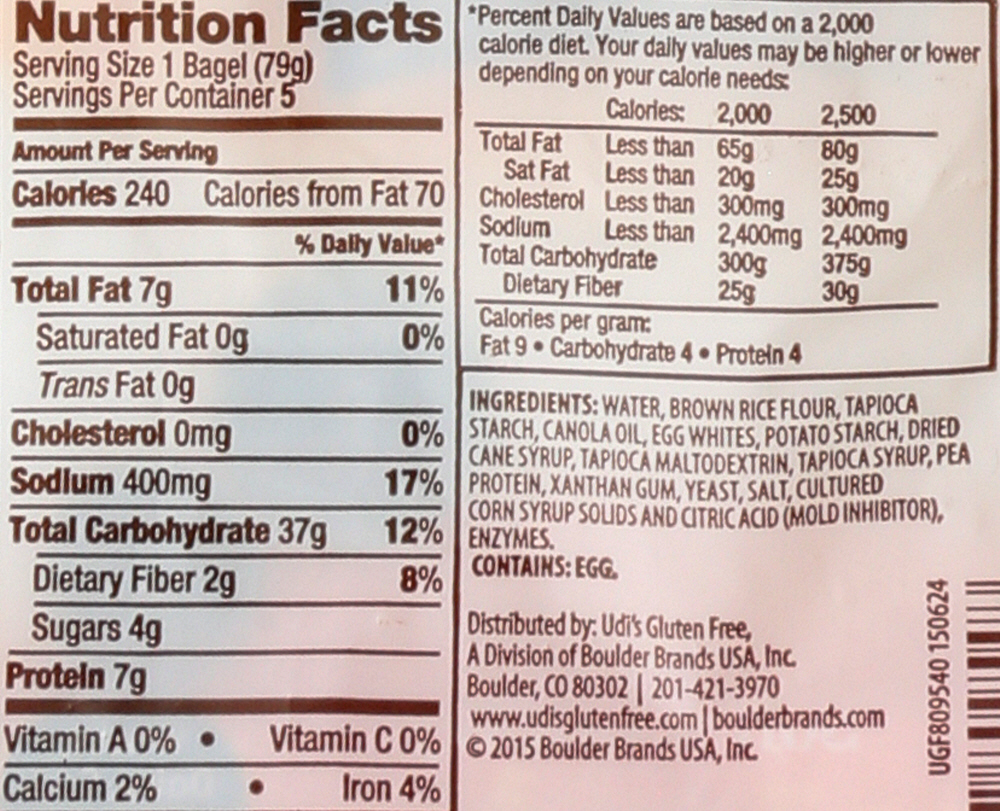 Nutrition Facts
Serving Size 1 Bagel (79g)
Servings Per Container 5
Amount Per Serving
Calories 240 Calories from Fat 70
% Daily Value*
Total Fat 7g 11%
Saturated Fat 0g 0%
Trans Fat 0g
Cholesterol 0mg 0%
Sodium 400mg 17%
Total Carbohydrate 37g 12%
Dietary Fiber 2g 8%
Sugars 4g
Protein 7g
Vitamin A 0% • Vitamin C 0%
Calcium 2% • Iron 4%
*Percent Daily Values are based on a 2,000
calorie diet. Your daily values may be higher or lower
depending on your calorie needs:
Calories: 2,000 2,500
Total Fat Less than 65g 80g
Sat Fat Less than 20g 25g
Cholesterol Less than 300mg 300mg
Sodium Less than 2,400mg 2,400mg
Total Carbohydrate 300g 375g
Dietary Fiber 25g 30g
Calories per gram:
Fat 9 • Carbohydrate 4 • Protein 4
INGREDIENTS: WATER, BROWN RICE FLOUR, TAPIOCA
STARCH, CANOLA OIL, EGG WHITES, POTATO STARCH, DRIED
CANE SYRUP, TAPIOCA MALTODEXTRIN, TAPIOCA SYRUP, PEA
PROTEIN, XANTHAN GUM, YEAST, SALT, CULTURED
CORN SYRUP SOLIDS AND CITRIC ACID (MOLD INHIBITOR),
ENZYMES.
CONTAINS: EGG.
Distributed by: Udi's Gluten Free,
A Division of Boulder Brands USA, Inc.
Boulder, CO 80302 | 201-421-3970
www.udisglutenfree.com | boulderbrands.com
© 2015 Boulder Brands USA, Inc.
UGF809540 150624